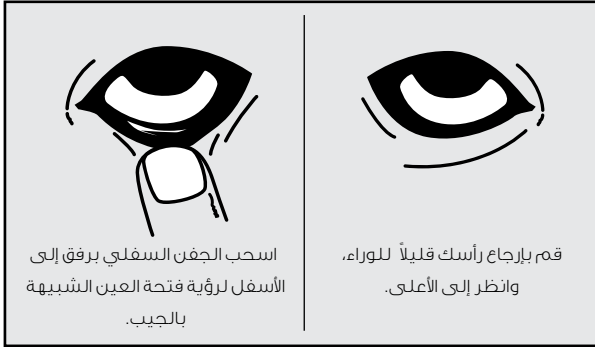 قم بإرجاع رأسك قليلاً للوراء،
وانظر إلى الأعلى.
اسحب الجفن السفلي برفق إلى
الأسفل لرؤية فتحة العين الشبيهة
بالجيب.